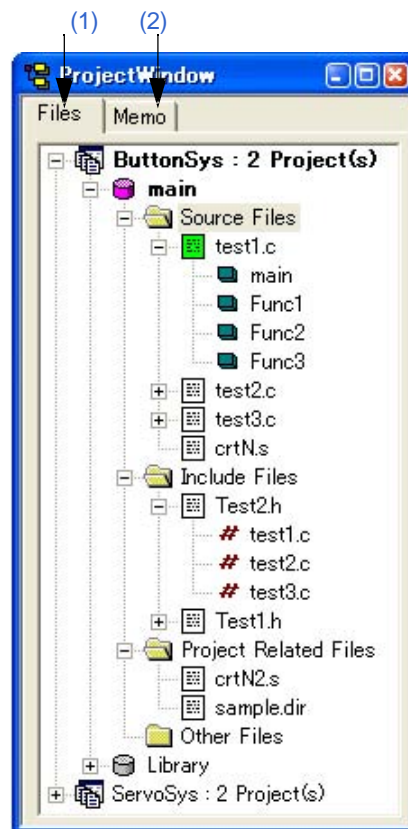 (1) (2)
ProjectWindow
Files Memo
ButtonSys : 2 Project(s)
main
Source Files
test1.c
main
Func1
Func2
Func3
test2.c
test3.c
crtN.s
Include Files
Test2.h
# test1.c
# test2.c
# test3.c
Test1.h
Project Related Files
crtN2.s
sample.dir
Other Files
Library
ServoSys : 2 Project(s)